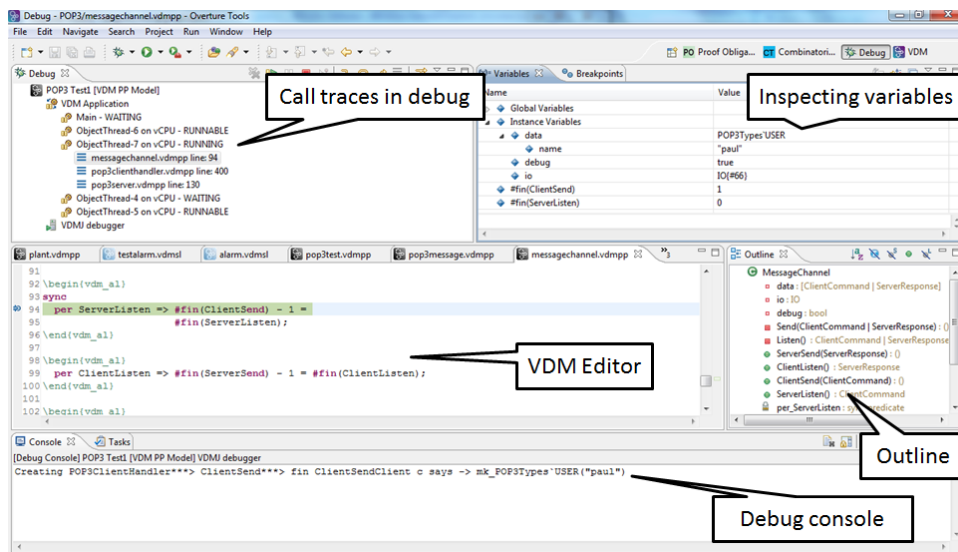 Debug - POP3/messagechannel.vdmpp - Overture Tools
File Edit Navigate Search Project Run Window Help
PO Proof Obliga... CT Combinatori... Debug VDM
Debug
POP3 Test1 [VDM PP Model]
VDM Application
Main - WAITING
ObjectThread-6 on vCPU - RUNNABLE
ObjectThread-7 on vCPU - RUNNING
messagechannel.vdmpp line: 94
pop3clienthandler.vdmpp line: 400
pop3server.vdmpp line: 130
ObjectThread-4 on vCPU - WAITING
ObjectThread-5 on vCPU - RUNNABLE
VDMJ debugger
Call traces in debug
Variables Breakpoints
Name Value
Global Variables
Instance Variables
data POP3Types`USER
name "paul"
debug true
io IO{#66}
#fin(ClientSend) 1
#fin(ServerListen) 0
Inspecting variables
plant.vdmpp testalarm.vdmsl alarm.vdmsl pop3test.vdmpp pop3message.vdmpp messagechannel.vdmpp »3
91
92 \begin{vdm_al}
93 sync
94 per ServerListen => #fin(ClientSend) - 1 =
95 #fin(ServerListen);
96 \end{vdm_al}
97
98 \begin{vdm_al}
99 per ClientListen => #fin(ServerSend) - 1 = #fin(ClientListen);
100 \end{vdm_al}
101
102 \begin{vdm_al}
VDM Editor
Outline
MessageChannel
data : [ClientCommand | ServerResponse]
io : IO
debug : bool
Send(ClientCommand | ServerResponse) : ()
Listen() : ClientCommand | ServerResponse
ServerSend(ServerResponse) : ()
ClientListen() : ServerResponse
ClientSend(ClientCommand) : ()
ServerListen() : ClientCommand
per_ServerListen :
Outline
Console Tasks
[Debug Console] POP3 Test1 [VDM PP Model] VDMJ debugger
Creating POP3ClientHandler***> ClientSend***> fin ClientSendClient c says -> mk_POP3Types`USER("paul")
Debug console